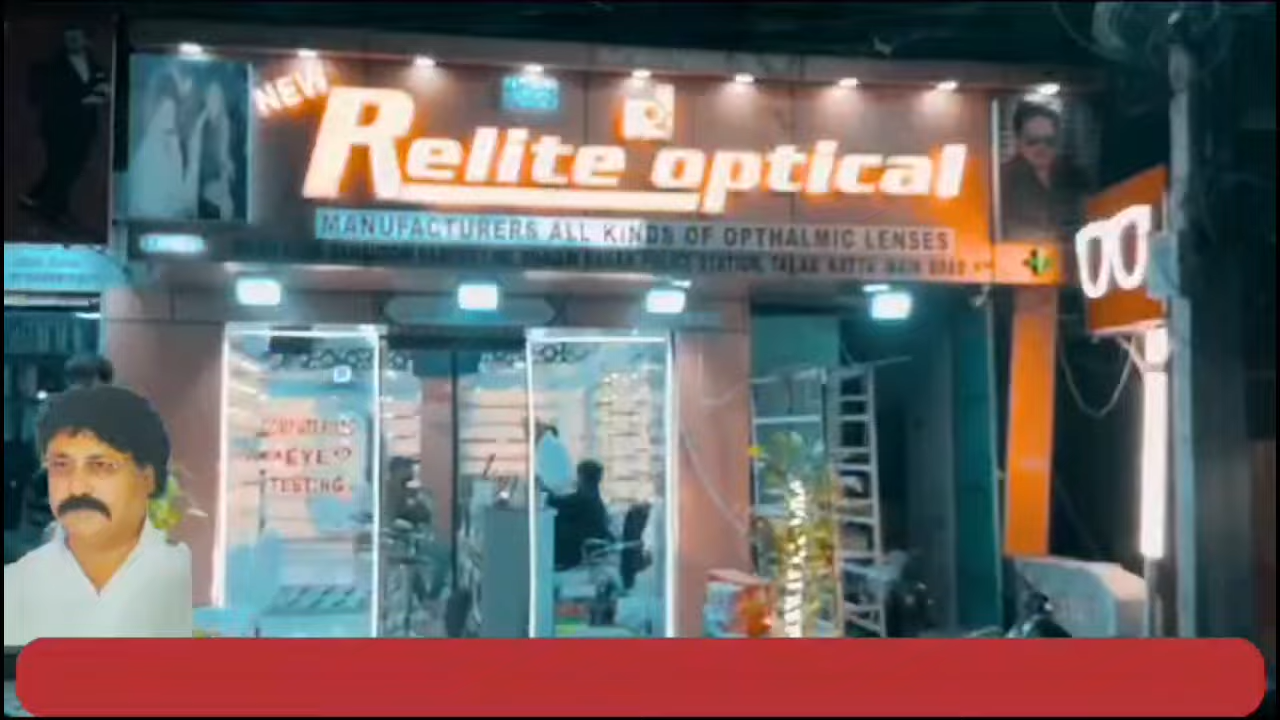 NEW
Relite optical
MANUFACTURERS ALL KINDS OF OPTHALMIC LENSES
POLICE STATION, TALAB KATTA MAIN ROAD
COMPUTERISED
EYE
TESTING